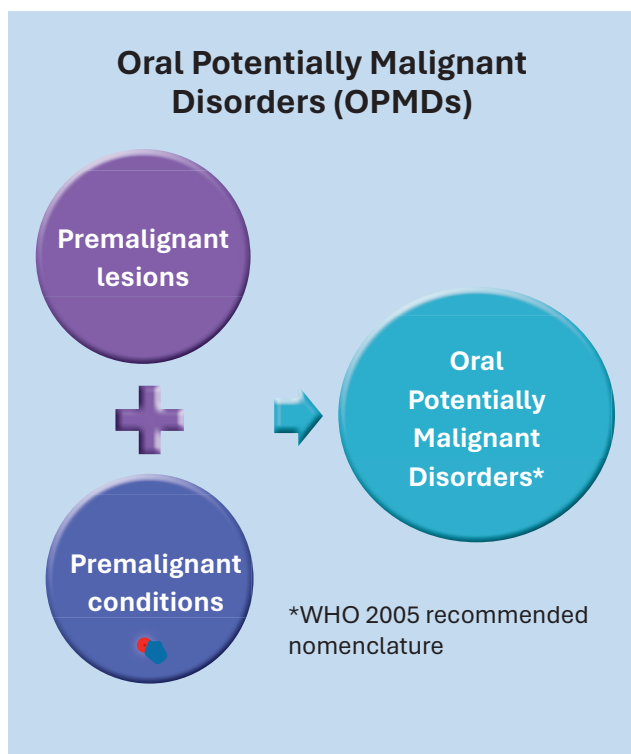 Oral Potentially Malignant
Disorders (OPMDs)
Premalignant
lesions
Premalignant
conditions
Oral
Potentially
Malignant
Disorders*
*WHO 2005 recommended
nomenclature